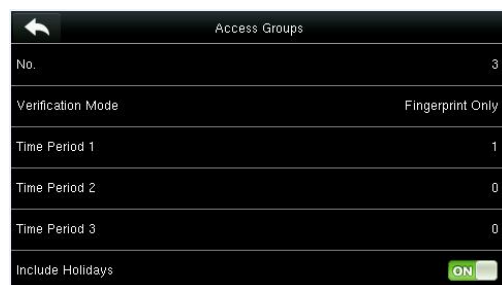 Access Groups
No. 3
Verification Mode Fingerprint Only
Time Period 1 1
Time Period 2 0
Time Period 3 0
Include Holidays ON